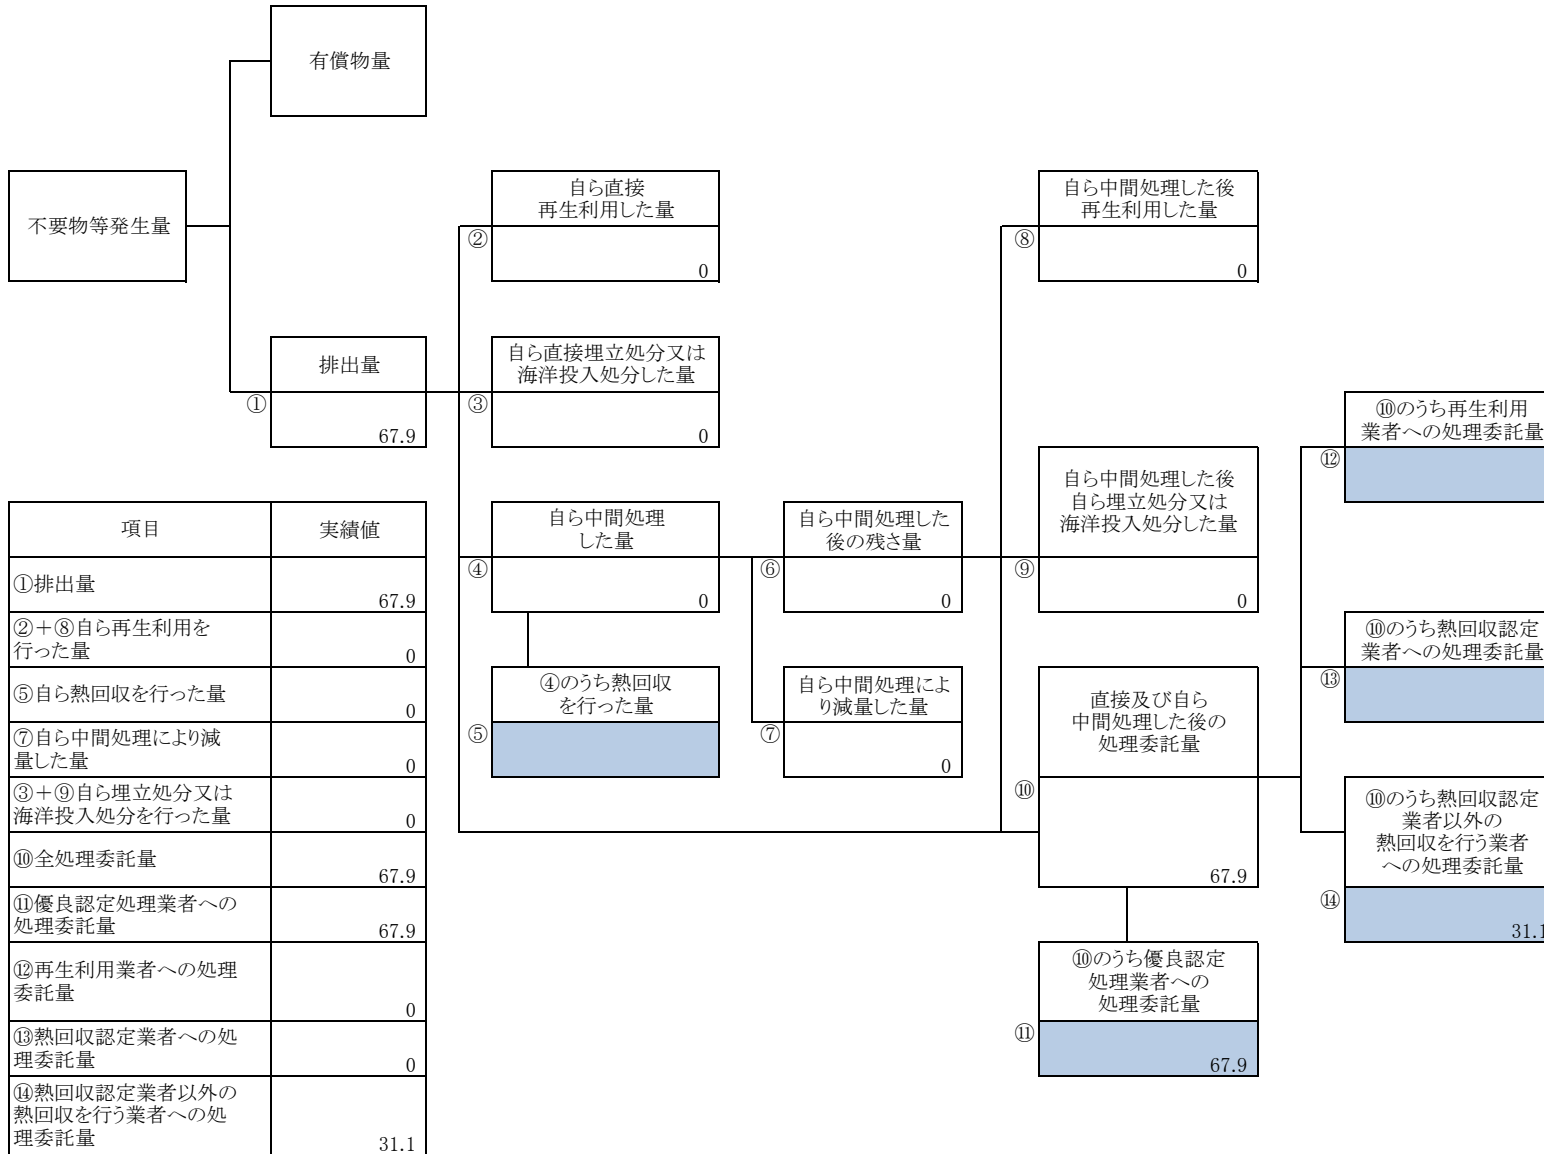 有償物量
不要物等発生量
自ら直接
再生利用した量
②
0
自ら中間処理した後
再生利用した量
⑧
0
排出量
①
67.9
自ら直接埋立処分又は
海洋投入処分した量
③
0
⑩のうち再生利用
業者への処理委託量
⑫
自ら中間処理
した量
④
0
自ら中間処理した
後の残さ量
⑥
0
自ら中間処理した後
自ら埋立処分又は
海洋投入処分した量
⑨
0
⑩のうち熱回収認定
業者への処理委託量
⑬
④のうち熱回収
を行った量
⑤
自ら中間処理によ
り減量した量
⑦
0
直接及び自ら
中間処理した後の
処理委託量
⑩
67.9
⑩のうち熱回収認定
業者以外の
熱回収を行う業者
への処理委託量
⑭
31.1
⑩のうち優良認定
処理業者への
処理委託量
⑪
67.9
項目
実績値
①排出量
67.9
②+⑧自ら再生利用を
行った量
0
⑤自ら熱回収を行った量
0
⑦自ら中間処理により減
量した量
0
③+⑨自ら埋立処分又は
海洋投入処分を行った量
0
⑩全処理委託量
67.9
⑪優良認定処理業者への
処理委託量
67.9
⑫再生利用業者への処理
委託量
0
⑬熱回収認定業者への処
理委託量
0
⑭熱回収認定業者以外の
熱回収を行う業者への処
理委託量
31.1